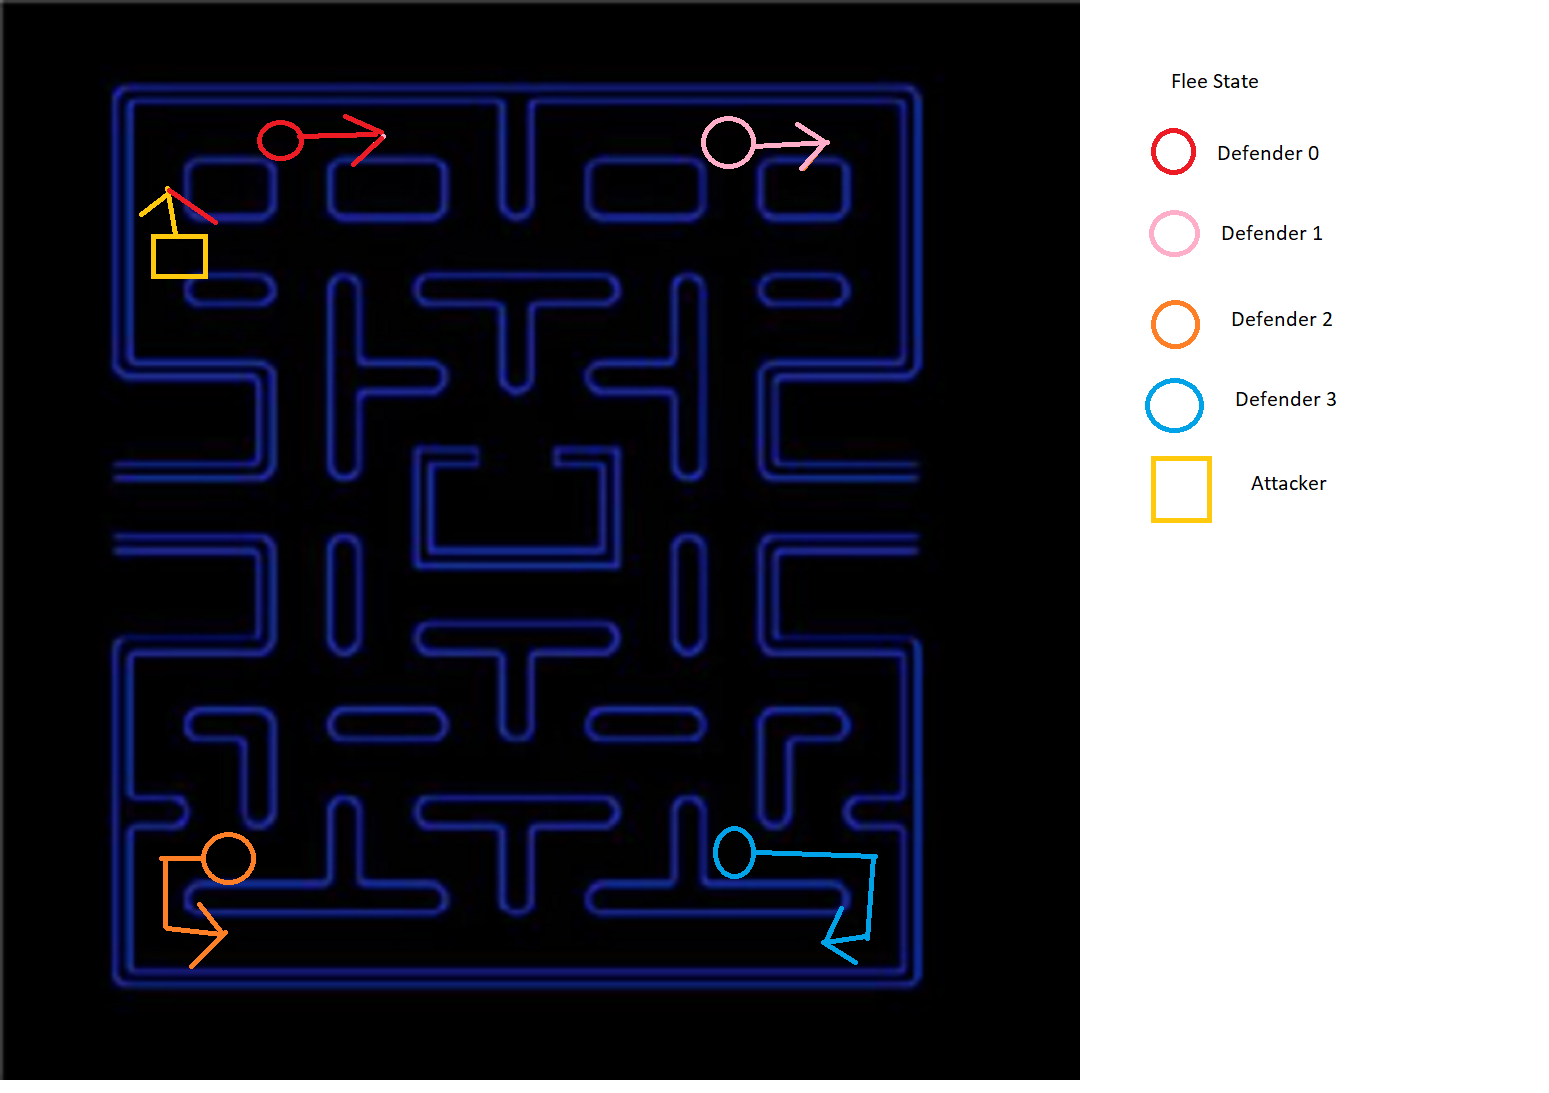 Flee State
Defender 0
Defender 1
Defender 2
Defender 3
Attacker